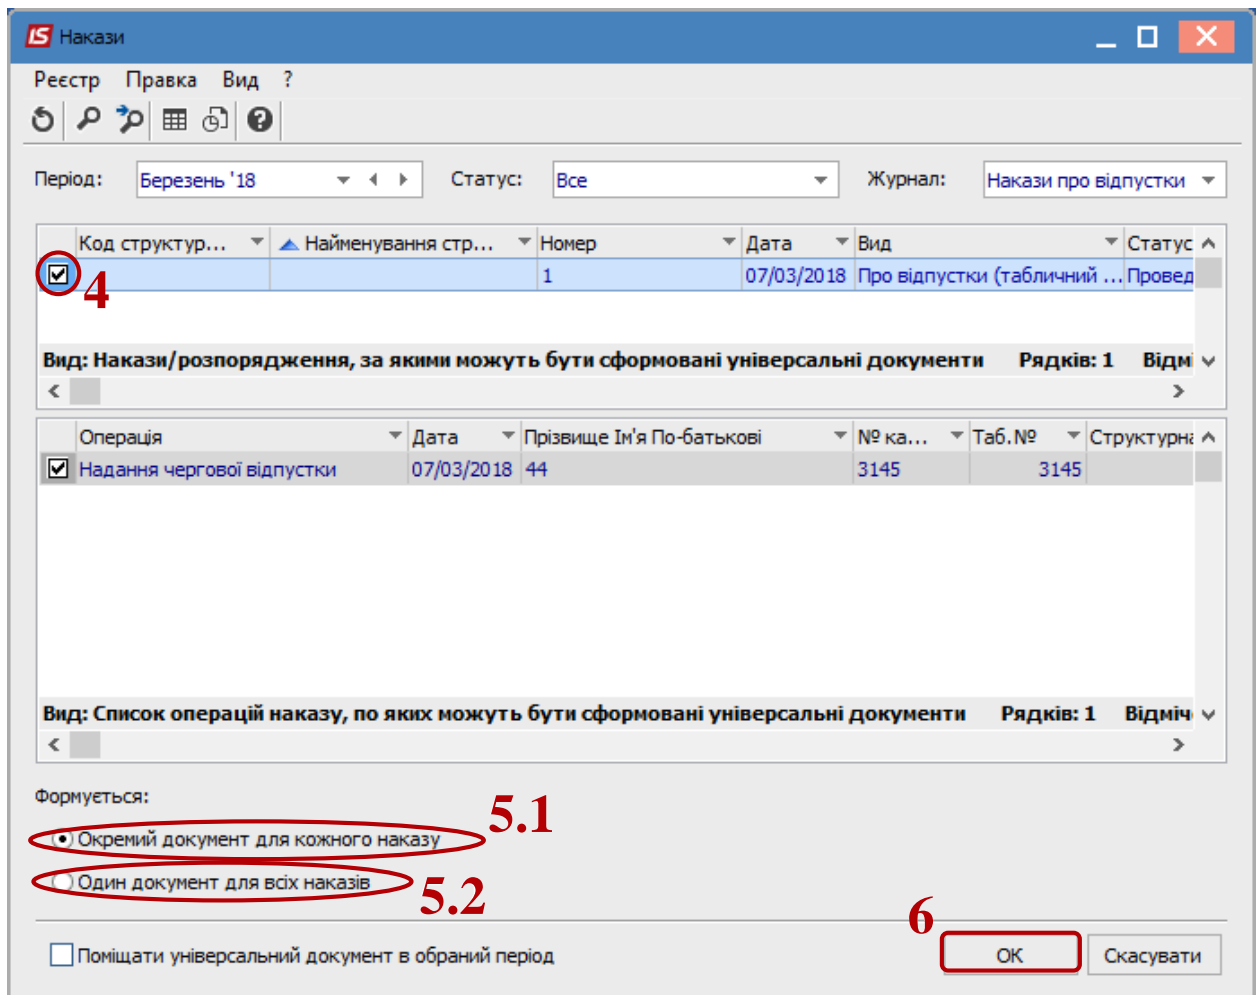 IS Накази
Реєстр Правка Вид ?
Період: Березень '18 Статус: Все Журнал: Накази про відпустки
Код структур... Найменування стр... Номер Дата Вид Статус
4 1 07/03/2018 Про відпустки (табличний ... Провед
Вид: Накази/розпорядження, за якими можуть бути сформовані універсальні документи Рядків: 1 Відмі
Операція Дата Прізвище Ім'я По-батькові № ка... Таб.№ Структурна
Надання чергової відпустки 07/03/2018 44 3145 3145
Вид: Список операцій наказу, по яких можуть бути сформовані універсальні документи Рядків: 1 Відміч
Формується:
5.1
Окремий документ для кожного наказу
Один документ для всіх наказів
5.2
6
Поміщати універсальний документ в обраний період OK Скасувати